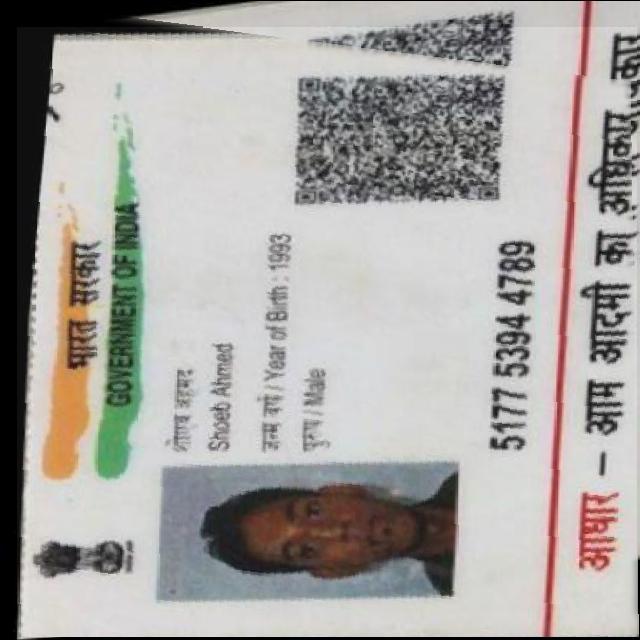 भारत सरकार
GOVERNMENT OF INDIA
शोएब अहमद
Shoeb Ahmed
जन्म वर्ष / Year of Birth : 1993
पुरुष / Male
5177 5394 4789
आधार – आम आदमी का अधिकार